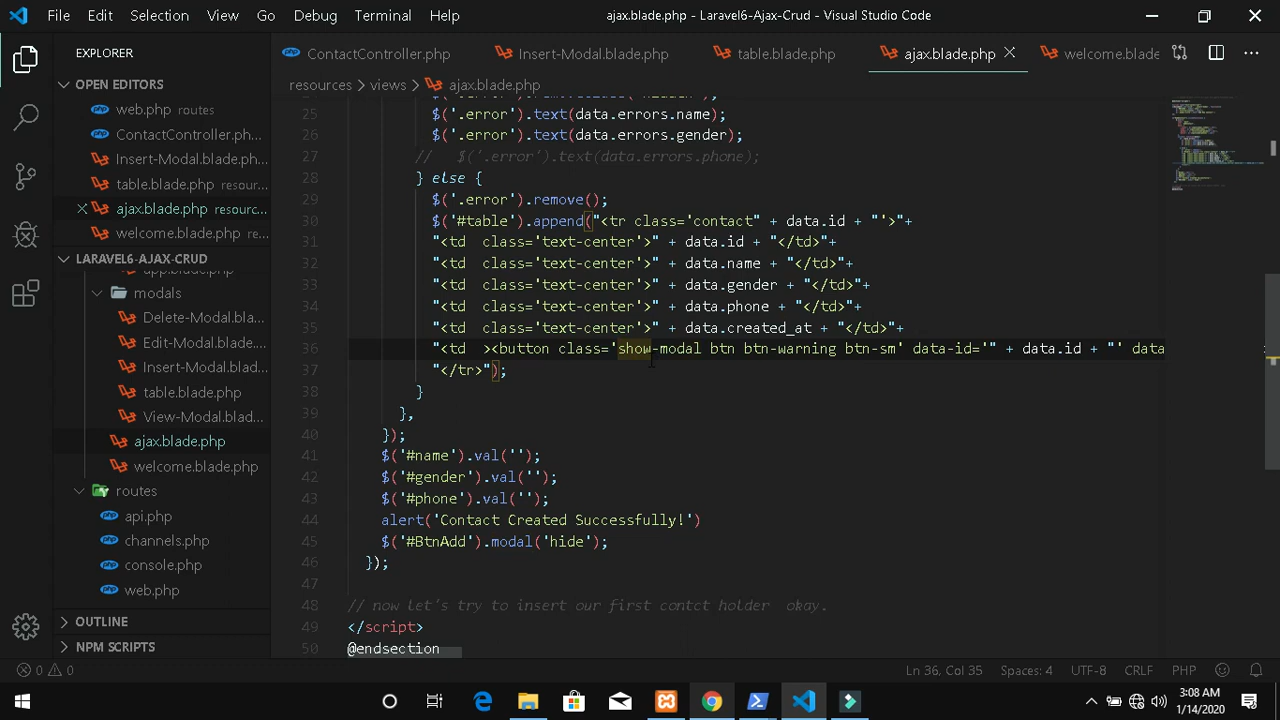 File Edit Selection View Go Debug Terminal Help
ajax.blade.php - Laravel6-Ajax-Crud - Visual Studio Code
EXPLORER
ContactController.php Insert-Modal.blade.php table.blade.php ajax.blade.php welcome.blade
OPEN EDITORS
resources > views > ajax.blade.php
web.php routes
ContactController.ph...
Insert-Modal.blade.php
table.blade.php resour...
ajax.blade.php resourc...
welcome.blade.php resou...
LARAVEL6-AJAX-CRUD
modals
Delete-Modal.bla...
Edit-Modal.blade...
Insert-Modal.blad...
table.blade.php
View-Modal.blad...
ajax.blade.php
welcome.blade.php
routes
api.php
channels.php
console.php
web.php
OUTLINE
NPM SCRIPTS
25 $('.error').text(data.errors.name);
26 $('.error').text(data.errors.gender);
27 // $('.error').text(data.errors.phone);
28 } else {
29 $('.error').remove();
30 $('#table').append("<tr class='contact" + data.id + "'>"+
31 "<td class='text-center'>" + data.id + "</td>"+
32 "<td class='text-center'>" + data.name + "</td>"+
33 "<td class='text-center'>" + data.gender + "</td>"+
34 "<td class='text-center'>" + data.phone + "</td>"+
35 "<td class='text-center'>" + data.created_at + "</td>"+
36 "<td ><button class='show-modal btn btn-warning btn-sm' data-id='" + data.id + "' data
37 "</tr>");
38 }
39 },
40 });
41 $('#name').val('');
42 $('#gender').val('');
43 $('#phone').val('');
44 alert('Contact Created Successfully!')
45 $('#BtnAdd').modal('hide');
46 });
47
48 // now let's try to insert our first contct holder okay.
49 </script>
50 @endsection
0 0 Ln 36, Col 35 Spaces: 4 UTF-8 CRLF PHP
3:08 AM
1/14/2020